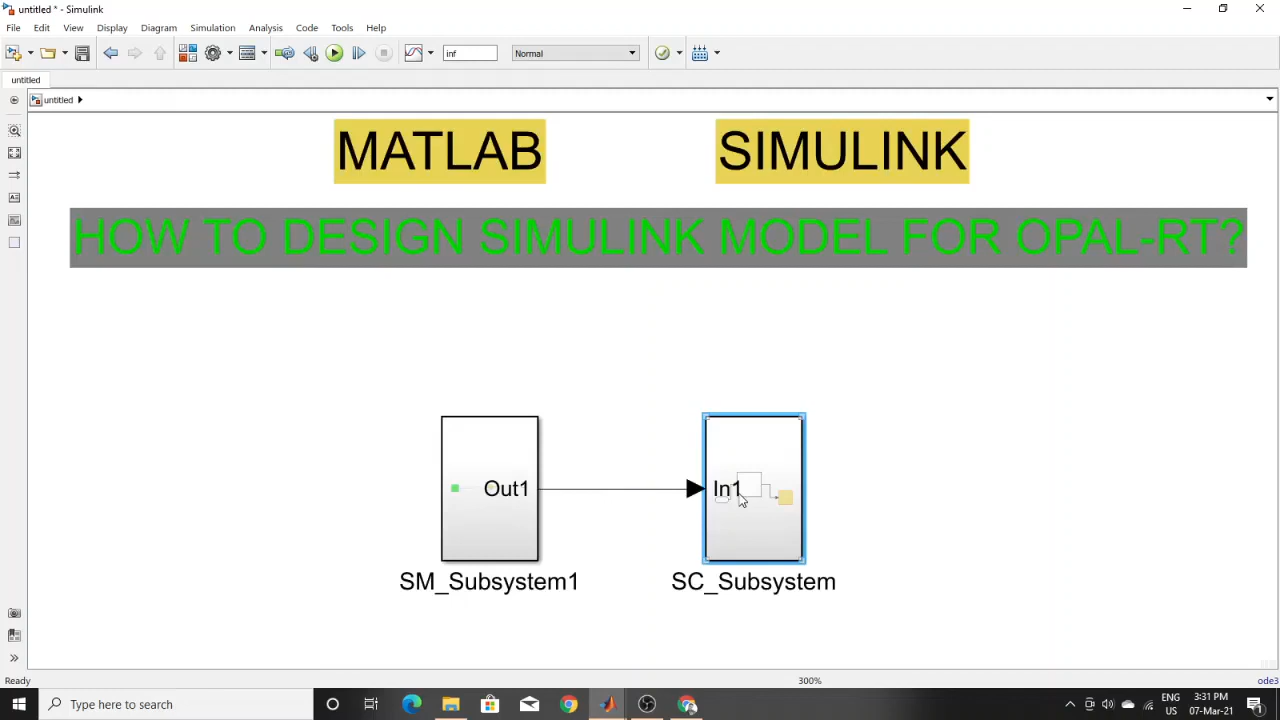 untitled * - Simulink
File Edit View Display Diagram Simulation Analysis Code Tools Help
inf Normal
untitled
untitled
MATLAB SIMULINK
HOW TO DESIGN SIMULINK MODEL FOR OPAL-RT?
Out1 In1
SM_Subsystem1 SC_Subsystem
Ready 300% ode3
Type here to search ENG US 3:31 PM 07-Mar-21